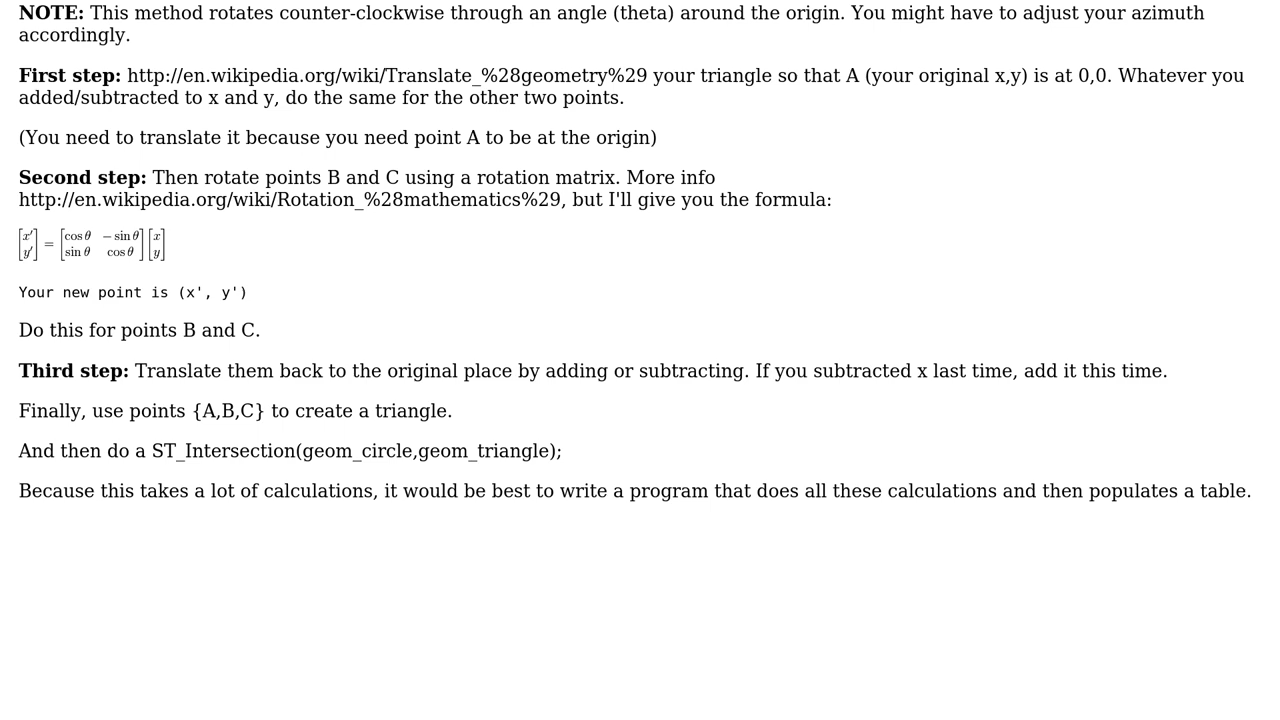 NOTE: This method rotates counter-clockwise through an angle (theta) around the origin. You might have to adjust your azimuth
accordingly.
First step: http://en.wikipedia.org/wiki/Translate_%28geometry%29 your triangle so that A (your original x,y) is at 0,0. Whatever you
added/subtracted to x and y, do the same for the other two points.
(You need to translate it because you need point A to be at the origin)
Second step: Then rotate points B and C using a rotation matrix. More info
http://en.wikipedia.org/wiki/Rotation_%28mathematics%29, but I'll give you the formula:
[x′ y′] = [cos θ − sin θ sin θ cos θ] [x y]
Your new point is (x', y')
Do this for points B and C.
Third step: Translate them back to the original place by adding or subtracting. If you subtracted x last time, add it this time.
Finally, use points {A,B,C} to create a triangle.
And then do a ST_Intersection(geom_circle,geom_triangle);
Because this takes a lot of calculations, it would be best to write a program that does all these calculations and then populates a table.